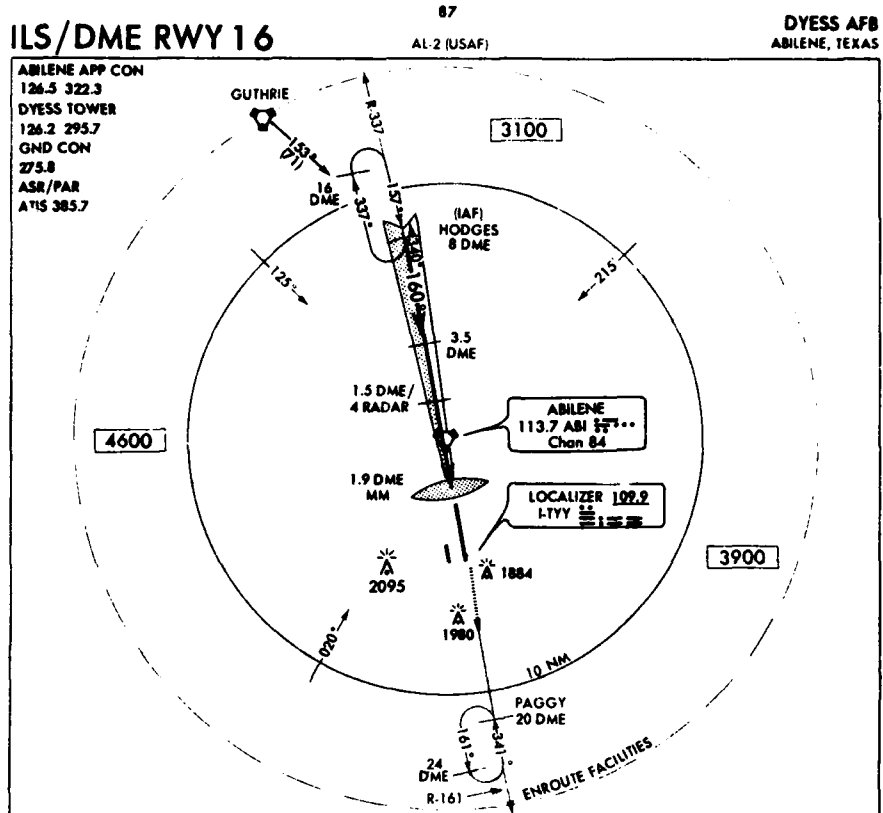 87
ILS/DME RWY 16
AL-2 (USAF)
DYESS AFB
ABILENE, TEXAS
ABILENE APP CON
126.5 322.3
DYESS TOWER
126.2 295.7
GND CON
275.8
ASR/PAR
ATIS 385.7
GUTHRIE
153°
(71)
R-337
3100
16
DME
337°
157°
(IAF)
HODGES
8 DME
340°
160°
125°
215°
3.5
DME
1.5 DME/
4 RADAR
ABILENE
113.7 ABI
Chan 84
4600
1.9 DME
MM
LOCALIZER 109.9
I-TYY
3900
2095
1884
1980
020°
10 NM
PAGGY
20 DME
161°
341°
24
DME
R-161
ENROUTE FACILITIES